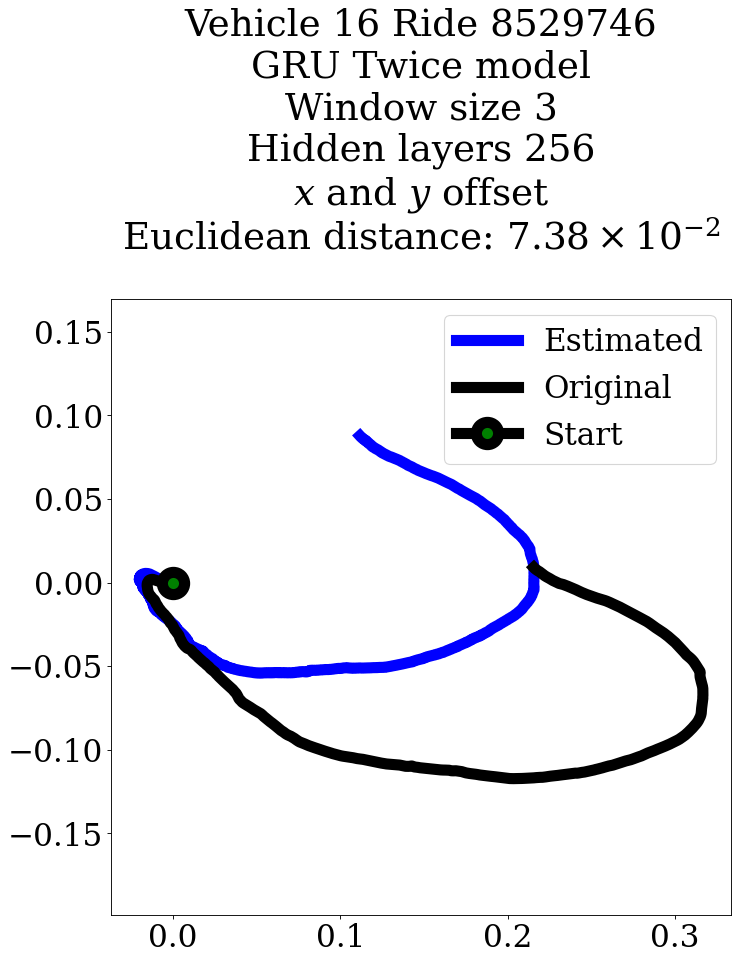 Vehicle 16 Ride 8529746
GRU Twice model
Window size 3
Hidden layers 256
x and y offset
Euclidean distance: 7.38 × 10⁻²
Estimated
Original
Start
0.15
0.10
0.05
0.00
−0.05
−0.10
−0.15
0.0 0.1 0.2 0.3